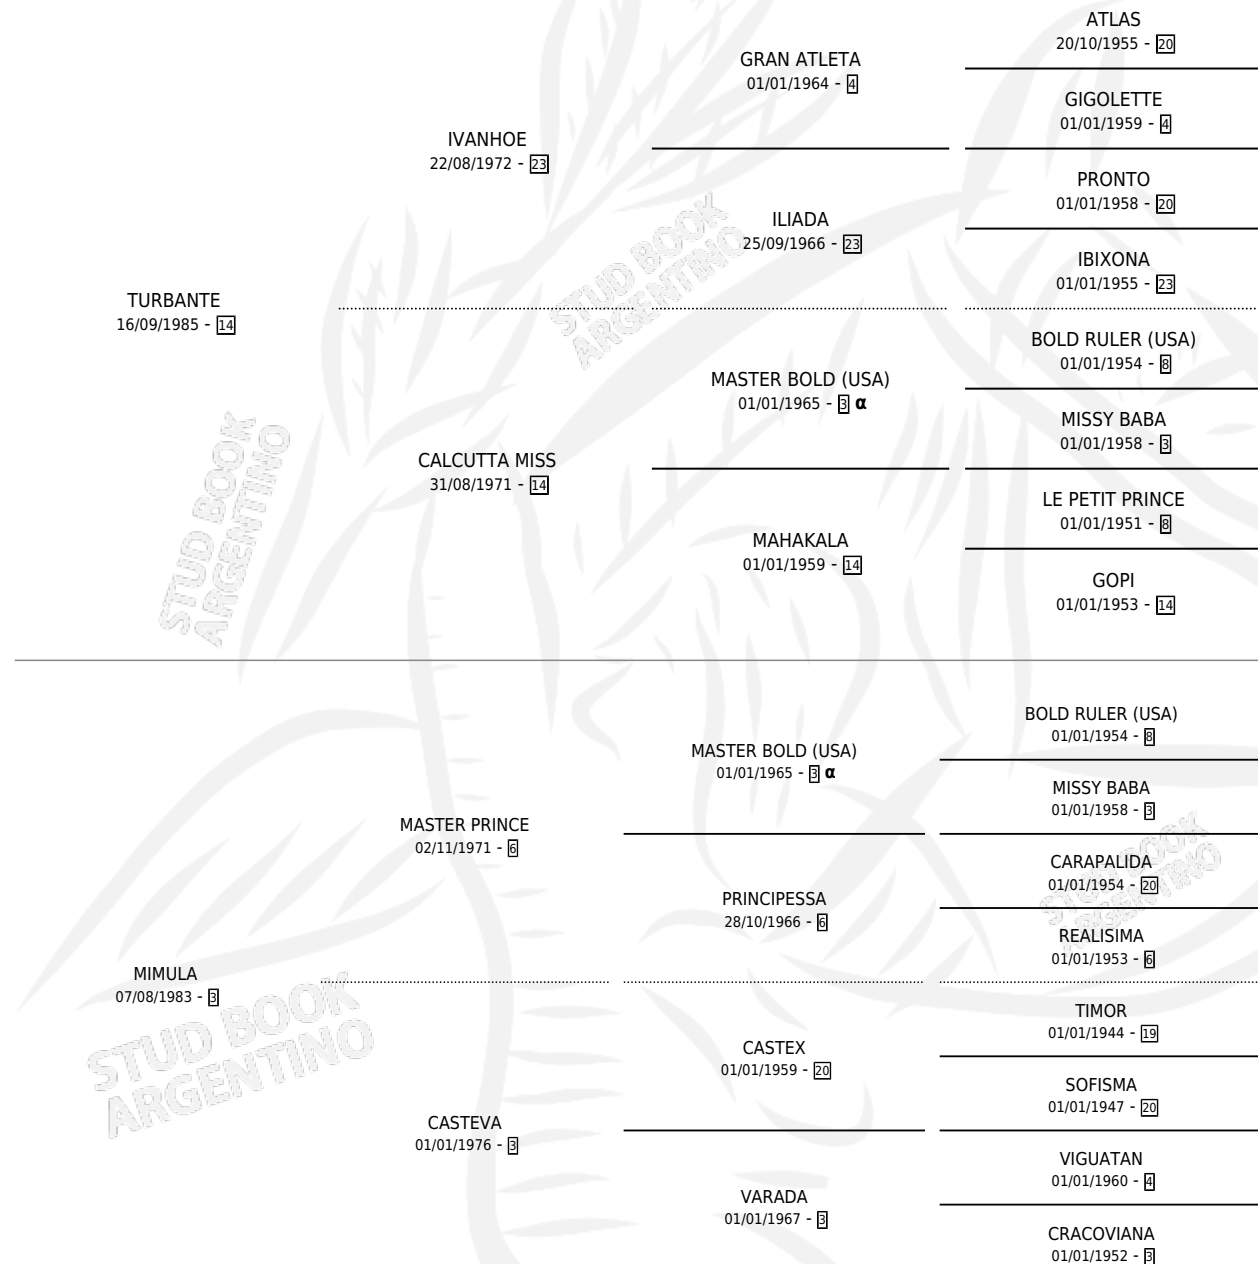 ATLAS
20/10/1955 - 20
GRAN ATLETA
01/01/1964 - 4
GIGOLETTE
01/01/1959 - 4
IVANHOE
22/08/1972 - 23
PRONTO
01/01/1958 - 20
ILIADA
25/09/1966 - 23
IBIXONA
01/01/1955 - 23
TURBANTE
16/09/1985 - 14
STUD BOOK
ARGENTINO
BOLD RULER (USA)
01/01/1954 - 8
MASTER BOLD (USA)
01/01/1965 - 3 α
MISSY BABA
01/01/1958 - 3
CALCUTTA MISS
31/08/1971 - 14
LE PETIT PRINCE
01/01/1951 - 8
MAHAKALA
01/01/1959 - 14
GOPI
01/01/1953 - 14
STUD BOOK
ARGENTINO
BOLD RULER (USA)
01/01/1954 - 8
MASTER BOLD (USA)
01/01/1965 - 3 α
MISSY BABA
01/01/1958 - 3
MASTER PRINCE
02/11/1971 - 6
CARAPALIDA
01/01/1954 - 20
PRINCIPESSA
28/10/1966 - 6
REALISIMA
01/01/1953 - 6
STUD BOOK
ARGENTINO
MIMULA
07/08/1983 - 3
TIMOR
01/01/1944 - 19
CASTEX
01/01/1959 - 20
SOFISMA
01/01/1947 - 20
STUD BOOK
ARGENTINO
CASTEVA
01/01/1976 - 3
VIGUATAN
01/01/1960 - 4
VARADA
01/01/1967 - 3
CRACOVIANA
01/01/1952 - 3